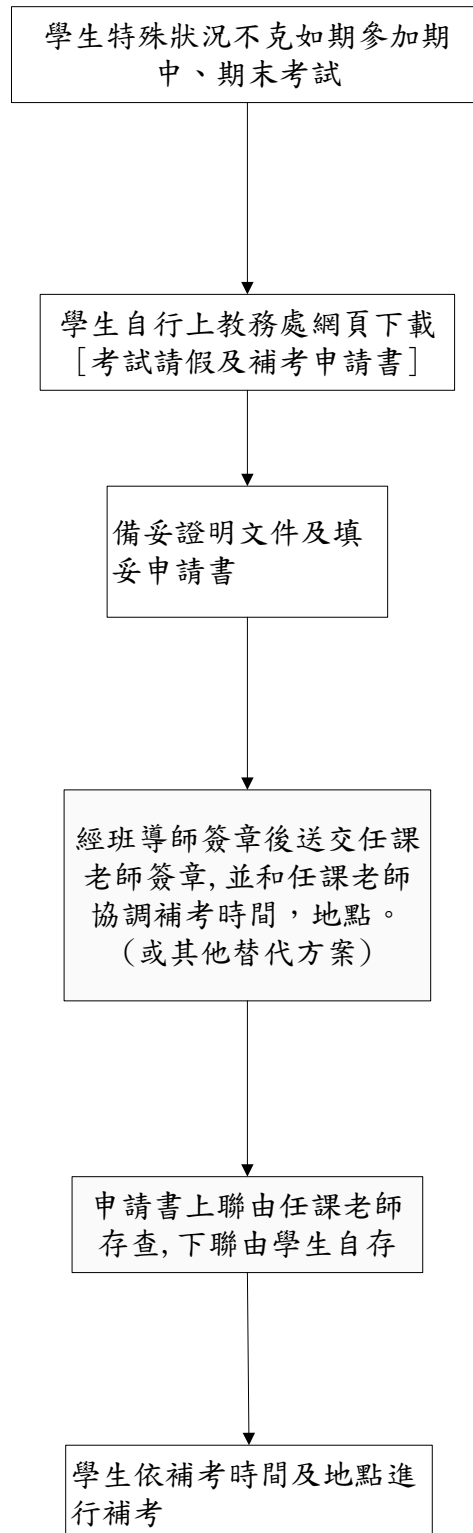 學生特殊狀況不克如期參加期
中、期末考試
學生自行上教務處網頁下載
[考試請假及補考申請書]
備妥證明文件及填
妥申請書
經班導師簽章後送交任課
老師簽章,並和任課老師
協調補考時間，地點。
(或其他替代方案)
申請書上聯由任課老師
存查,下聯由學生自存
學生依補考時間及地點進
行補考